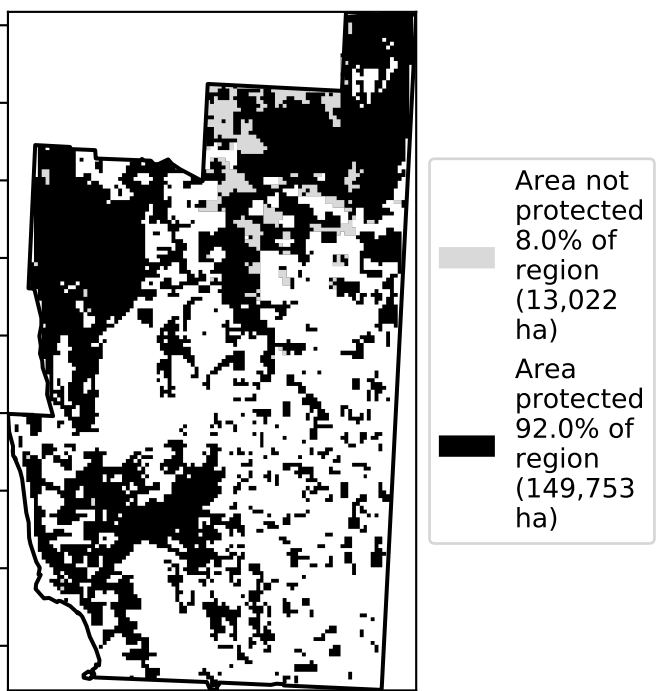 Area not
protected
8.0% of
region
(13,022
ha)
Area
protected
92.0% of
region
(149,753
ha)